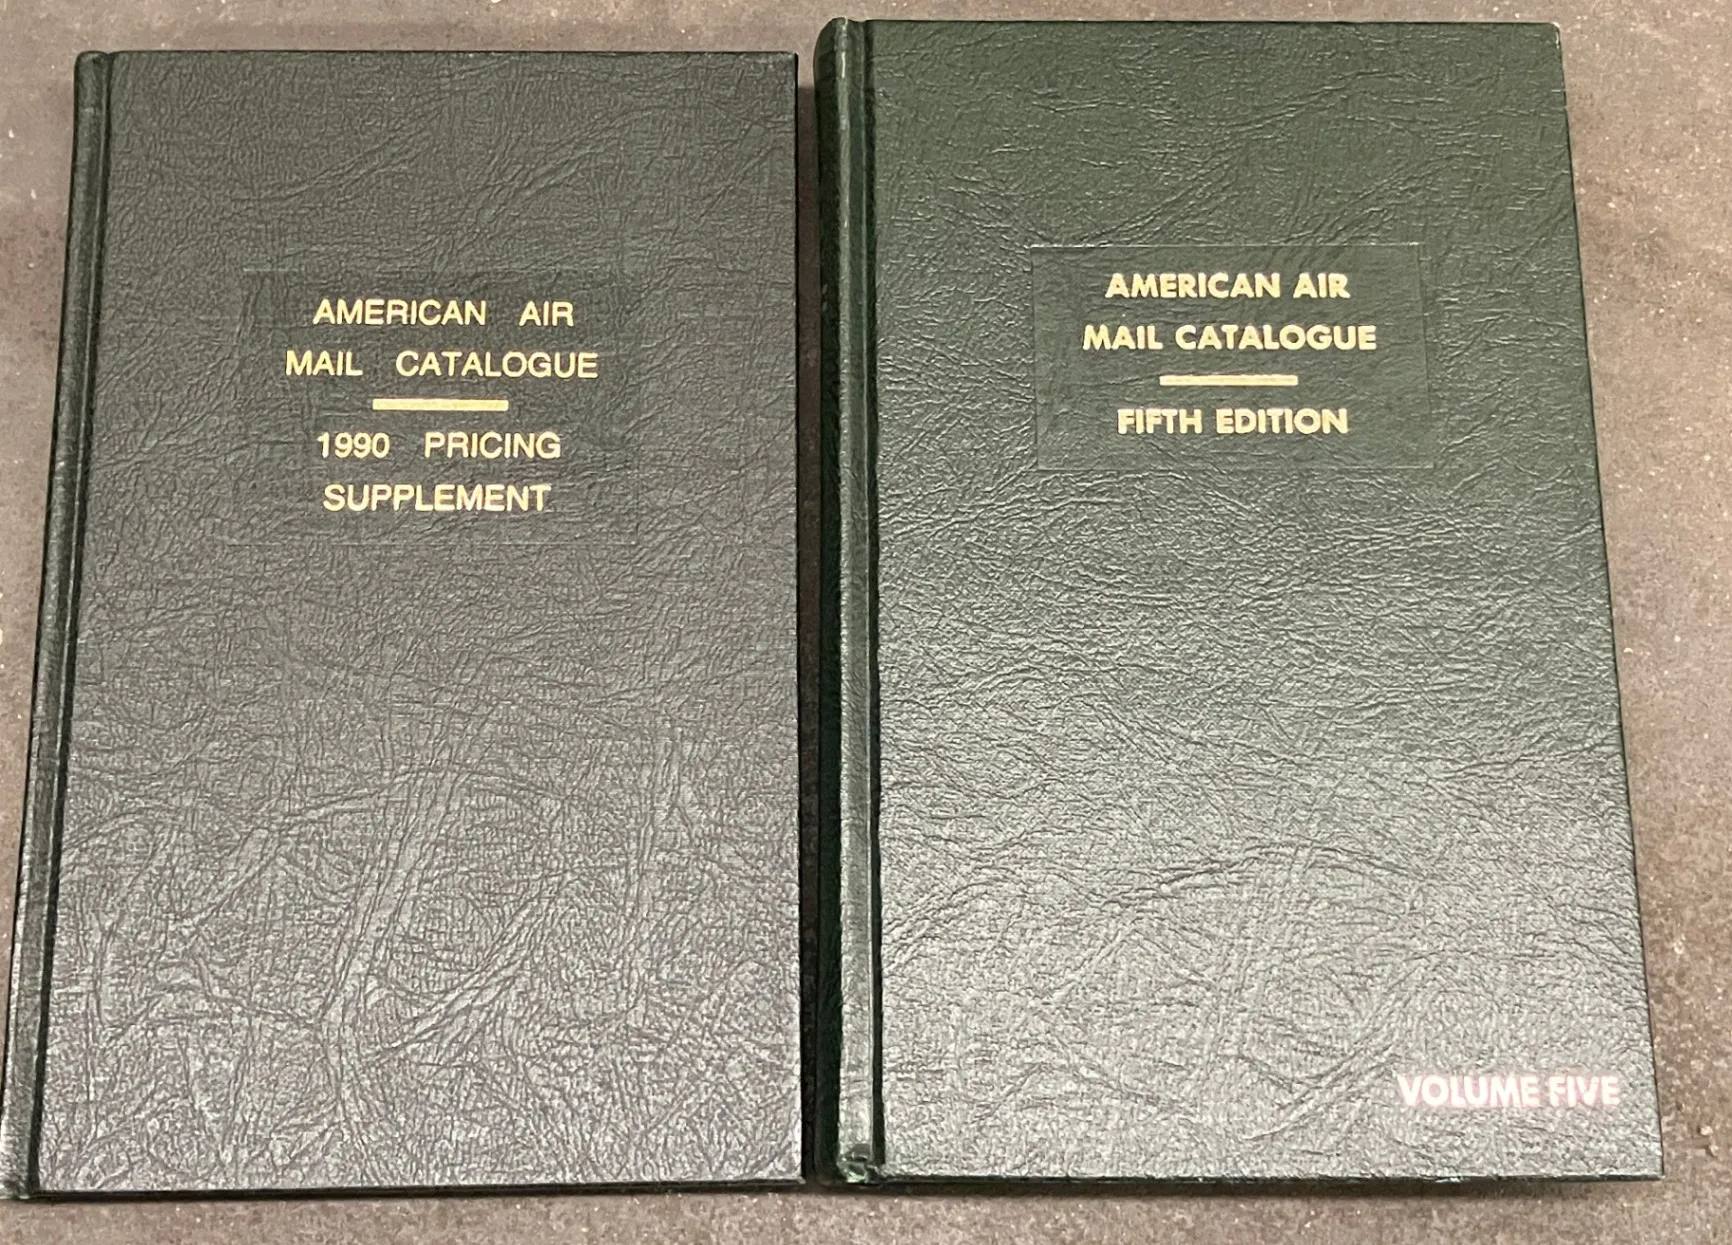 AMERICAN AIR
MAIL CATALOGUE
1990 PRICING
SUPPLEMENT
AMERICAN AIR
MAIL CATALOGUE
FIFTH EDITION
VOLUME FIVE